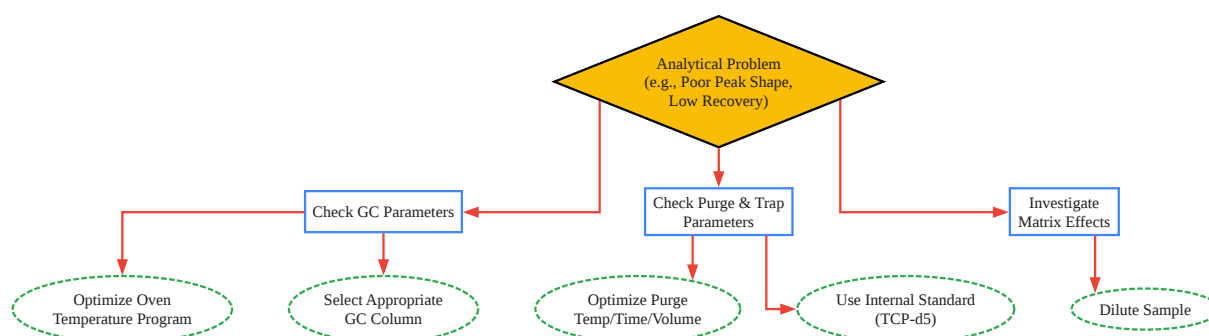 Analytical Problem
(e.g., Poor Peak Shape,
Low Recovery)
Check GC Parameters
Check Purge & Trap
Parameters
Investigate
Matrix Effects
Optimize Oven
Temperature Program
Select Appropriate
GC Column
Optimize Purge
Temp/Time/Volume
Use Internal Standard
(TCP-d5)
Dilute Sample